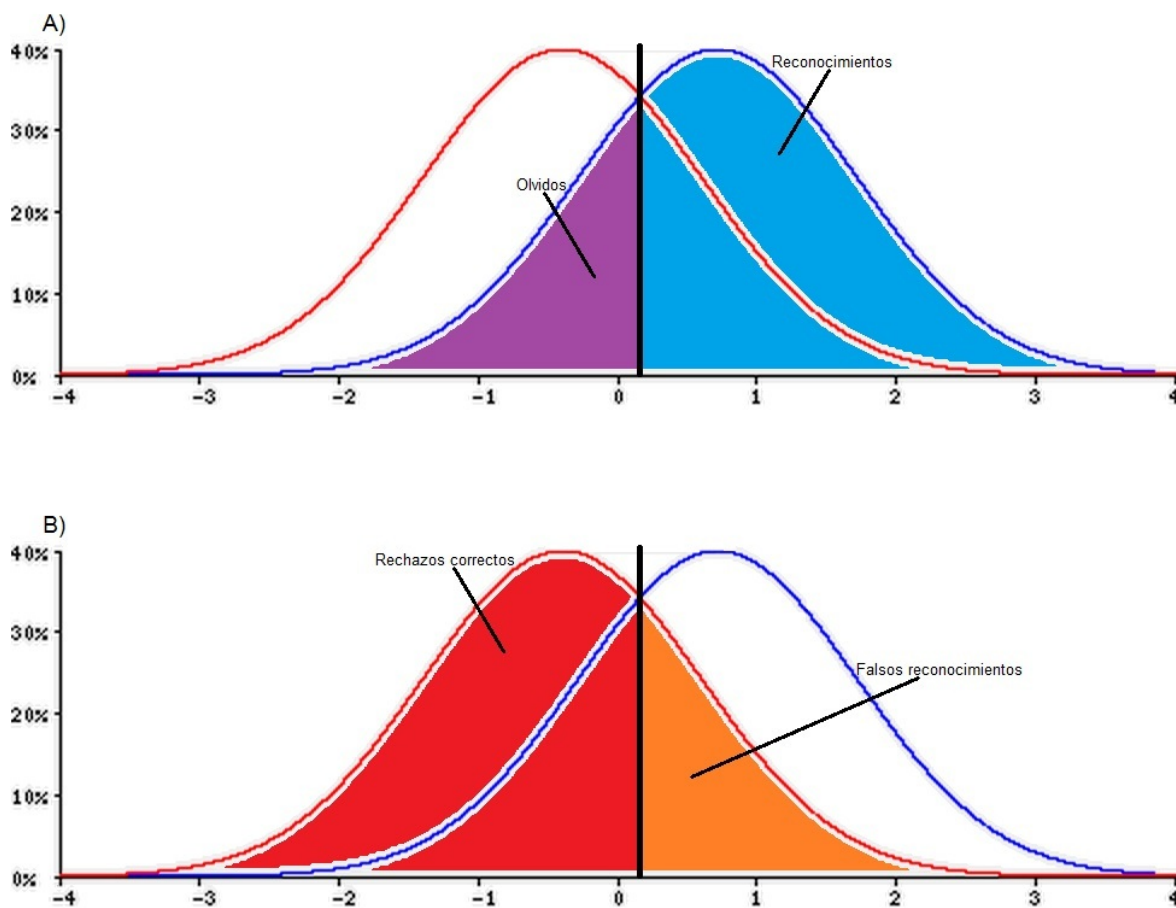 A)
40%
Reconocimientos
30%
Olvidos
20%
10%
0%
-4 -3 -2 -1 0 1 2 3 4
B)
40%
Rechazos correctos
30%
Falsos reconocimientos
20%
10%
0%
-4 -3 -2 -1 0 1 2 3 4